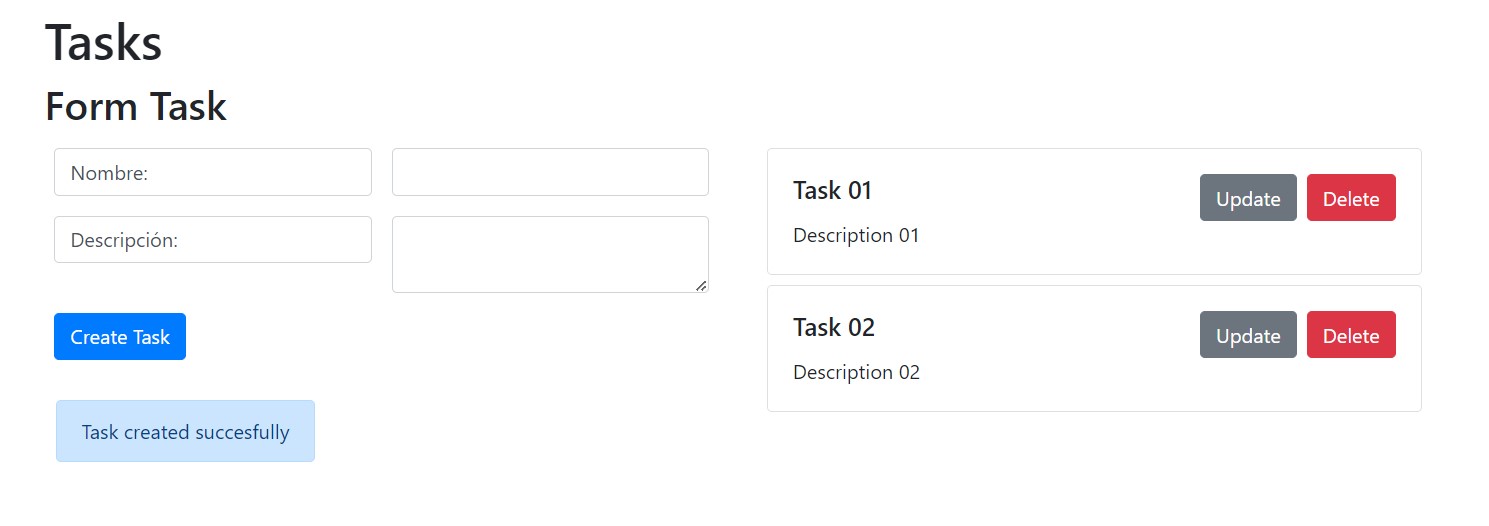 Tasks
Form Task
Nombre:
Descripción:
Create Task
Task created succesfully
Task 01
Update
Delete
Description 01
Task 02
Update
Delete
Description 02